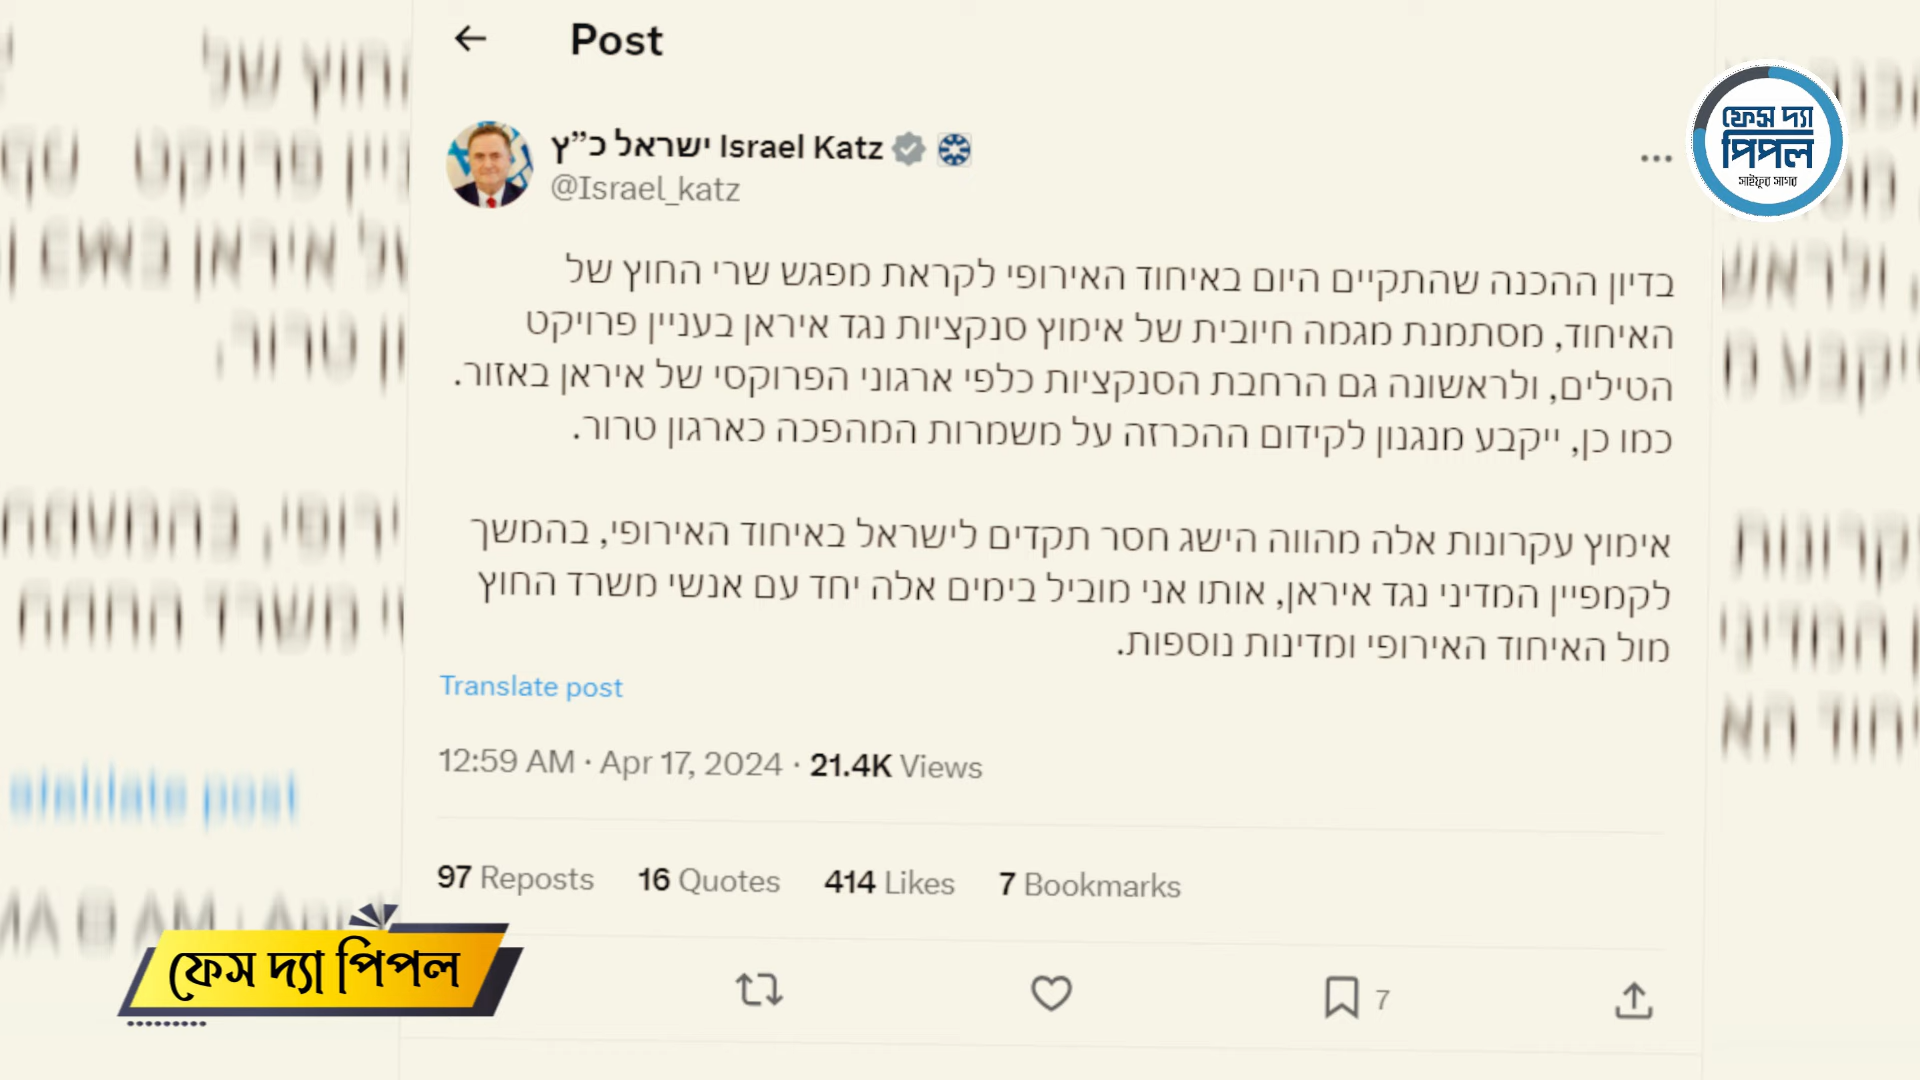 Post
ישראל כ”ץ Israel Katz
@Israel_katz
ফেস দ্যা
পিপল
সাইফুর সাগর
בדיון ההכנה שהתקיים היום באיחוד האירופי לקראת מפגש שרי החוץ של
האיחוד, מסתמנת מגמה חיובית של אימוץ סנקציות נגד איראן בעניין פרויקט
הטילים, ולראשונה גם הרחבת הסנקציות כלפי ארגוני הפרוקסי של איראן באזור.
כמו כן, ייקבע מנגנון לקידום ההכרזה על משמרות המהפכה כארגון טרור.
אימוץ עקרונות אלה מהווה הישג חסר תקדים לישראל באיחוד האירופי, בהמשך
לקמפיין המדיני נגד איראן, אותו אני מוביל בימים אלה יחד עם אנשי משרד החוץ
מול האיחוד האירופי ומדינות נוספות.
Translate post
12:59 AM · Apr 17, 2024 · 21.4K Views
97 Reposts 16 Quotes 414 Likes 7 Bookmarks
ফেস দ্যা পিপল
7